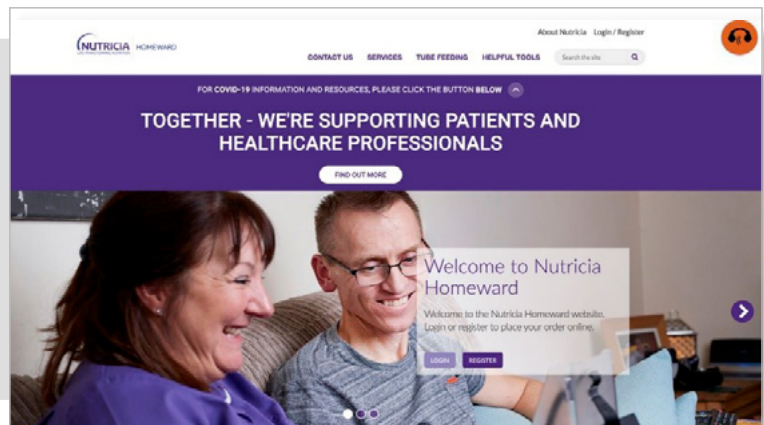 About Nutricia Login / Register
NUTRICIA HOMEWARD
CONTACT US SERVICES TUBE FEEDING HELPFUL TOOLS Search the site
FOR COVID-19 INFORMATION AND RESOURCES, PLEASE CLICK THE BUTTON BELOW
TOGETHER - WE'RE SUPPORTING PATIENTS AND
HEALTHCARE PROFESSIONALS
FIND OUT MORE
Welcome to Nutricia
Homeward
Welcome to the Nutricia Homeward website.
Login or register to place your order online.
LOGIN REGISTER